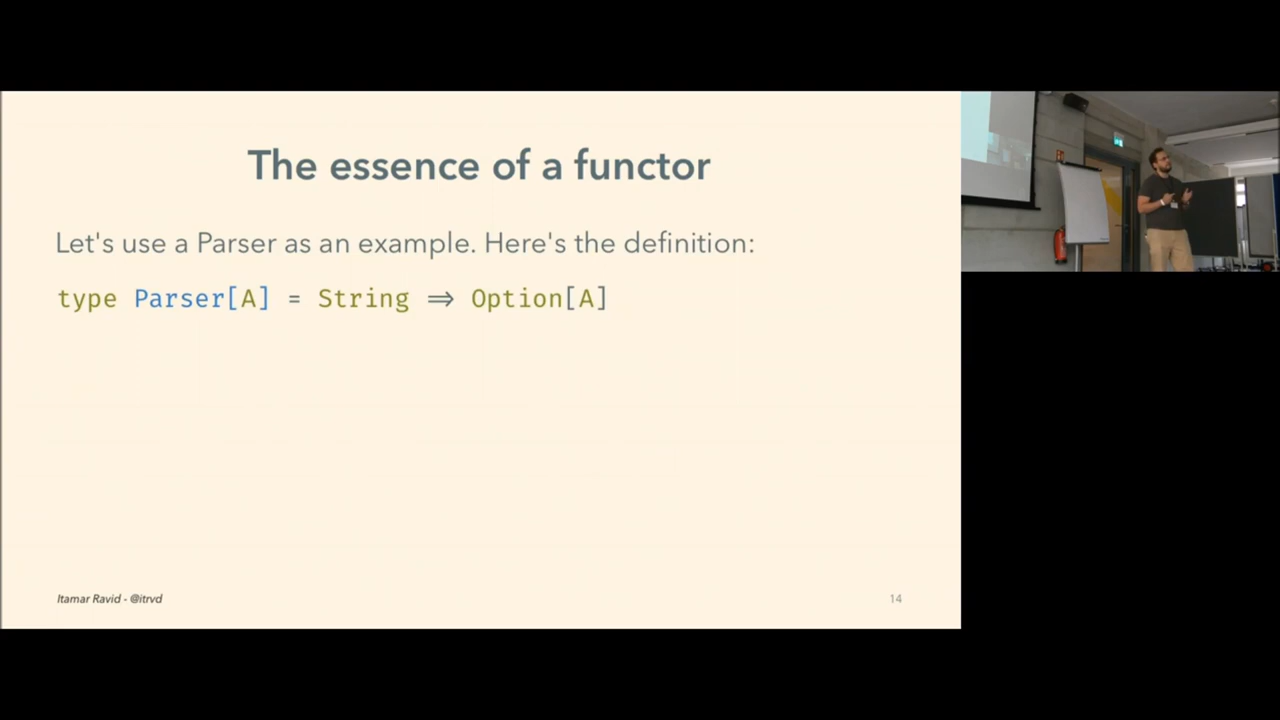 The essence of a functor
Let's use a Parser as an example. Here's the definition:
type Parser[A] = String ⇒ Option[A]
Itamar Ravid - @itrvd
14